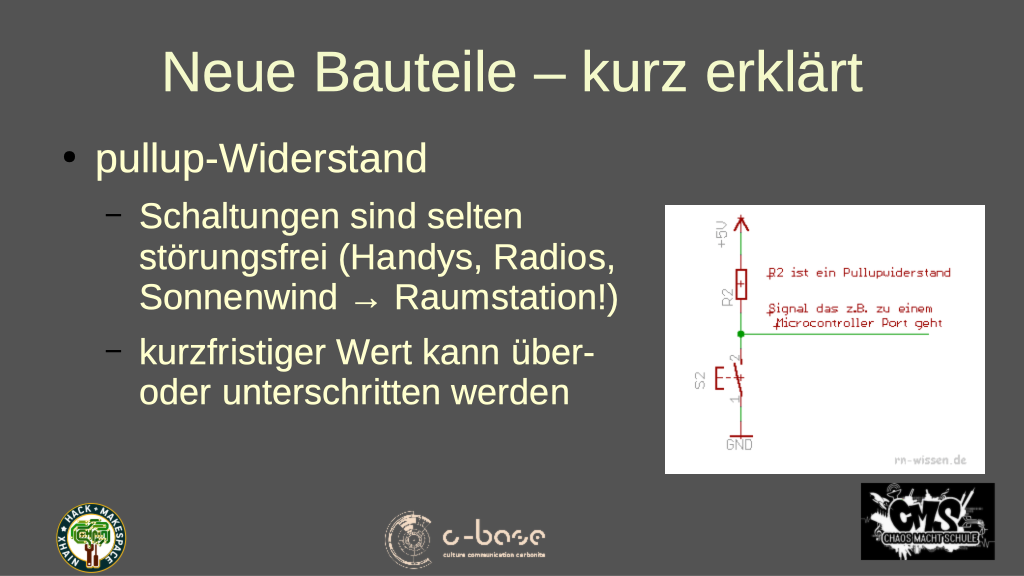 Neue Bauteile – kurz erklärt
● pullup-Widerstand
– Schaltungen sind selten
störungsfrei (Handys, Radios,
Sonnenwind → Raumstation!)
– kurzfristiger Wert kann über-
oder unterschritten werden
+5V
R2
R2 ist ein Pullupwiderstand
Signal das z.B. zu einem
Microcontroller Port geht
S2
2
1
GND
rn-wissen.de
HACK + MAKESPACE
XHAIN
c-base
culture communication carbonite
CMS
CHAOS MACHT SCHULE